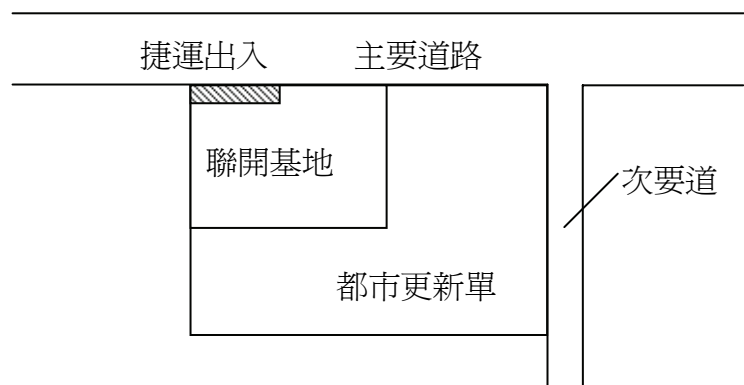 捷運出入
主要道路
聯開基地
次要道
都市更新單